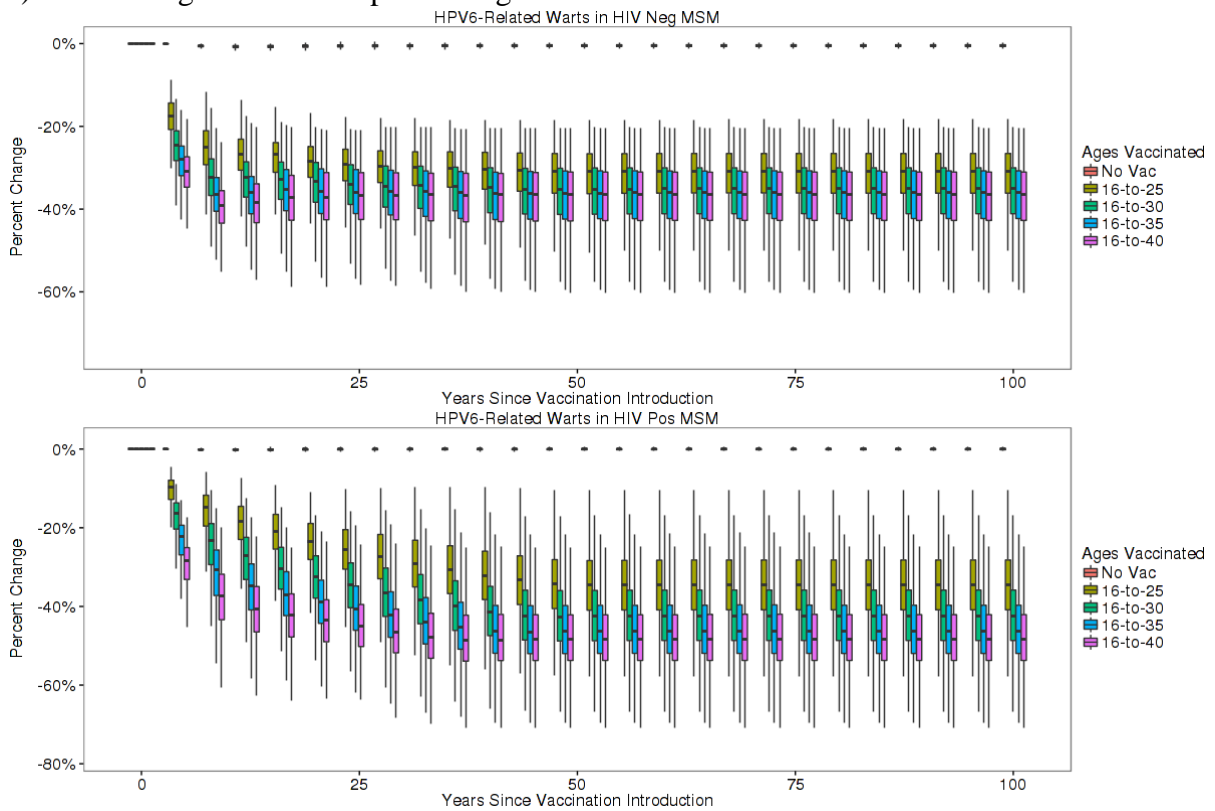 HPV6-Related Warts in HIV Neg MSM
0%
-20%
-40%
-60%
Percent Change
0 25 50 75 100
Years Since Vaccination Introduction
Ages Vaccinated
No Vac
16-to-25
16-to-30
16-to-35
16-to-40
HPV6-Related Warts in HIV Pos MSM
0%
-20%
-40%
-60%
-80%
Percent Change
0 25 50 75 100
Years Since Vaccination Introduction
Ages Vaccinated
No Vac
16-to-25
16-to-30
16-to-35
16-to-40